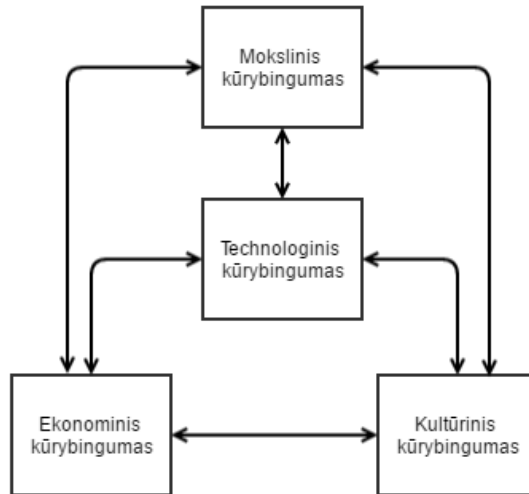 Mokslinis
kūrybingumas
Technologinis
kūrybingumas
Ekonominis
kūrybingumas
Kultūrinis
kūrybingumas